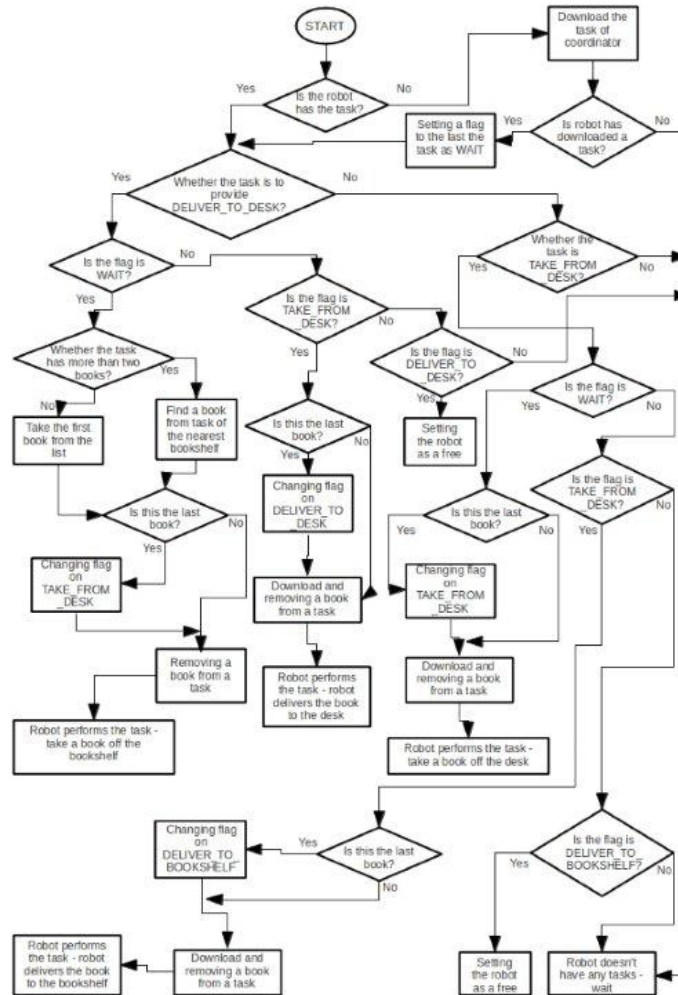 START
Download the
task of
coordinator
Is the robot
has the task?
Yes
No
Setting a flag
to the last the
task as WAIT
Yes
Is robot has
downloaded a
task?
No
Whether the task is to
provide
DELIVER_TO_DESK?
Yes
No
Is the flag is
WAIT?
No
Yes
Is the flag is
TAKE_FROM
_DESK?
No
Yes
Whether the
task is
TAKE_FROM
_DESK?
Yes
No
Whether the task
has more than two
books?
Yes
No
Is the flag is
DELIVER_TO
_DESK?
No
Yes
Is the flag is
WAIT?
Yes
No
Take the first
book from the
list
Find a book
from task of
the nearest
bookshelf
Is this the last
book?
No
Yes
Setting
the robot
as a free
Is the flag is
TAKE_FROM
_DESK?
No
Yes
Is this the last
book?
No
Yes
Changing flag
on
DELIVER_TO
_DESK
Is this the last
book?
Yes
No
Changing flag
on
TAKE_FROM
_DESK
Download and
removing a book
from a task
Changing flag
on
TAKE_FROM
_DESK
Removing a
book from a
task
Robot performs
the task - robot
delivers the book
to the desk
Download and
removing a book
from a task
Robot performs the task -
take a book off the
bookshelf
Robot performs the task -
take a book off the desk
Changing flag
on
DELIVER_TO_
BOOKSHELF
Yes
Is this the last
book?
No
Is the flag is
DELIVER_TO
BOOKSHELF?
Yes
No
Robot performs
the task - robot
delivers the book
to the bookshelf
Download and
removing a book
from a task
Setting
the robot
as a free
Robot doesn't
have any tasks -
wait